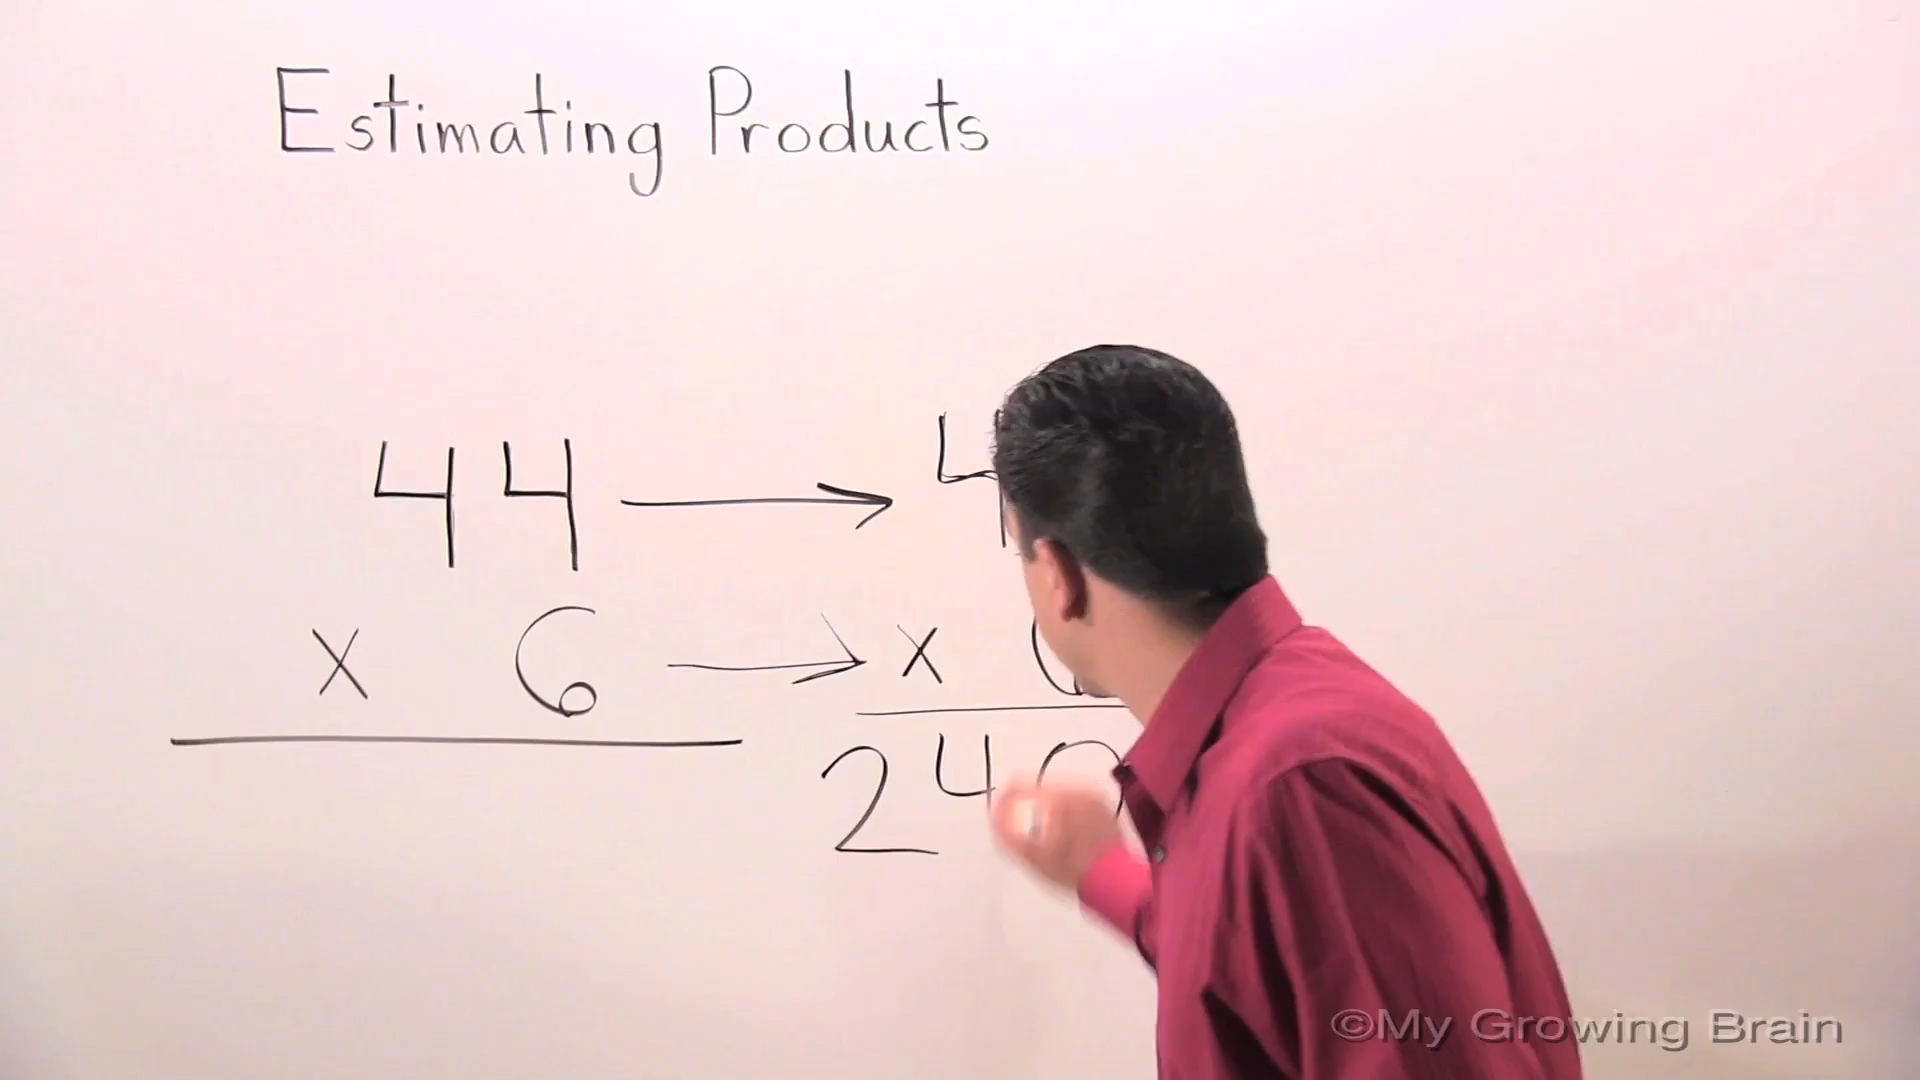 Estimating Products
44 → 4
x 6 → x
240
©My Growing Brain